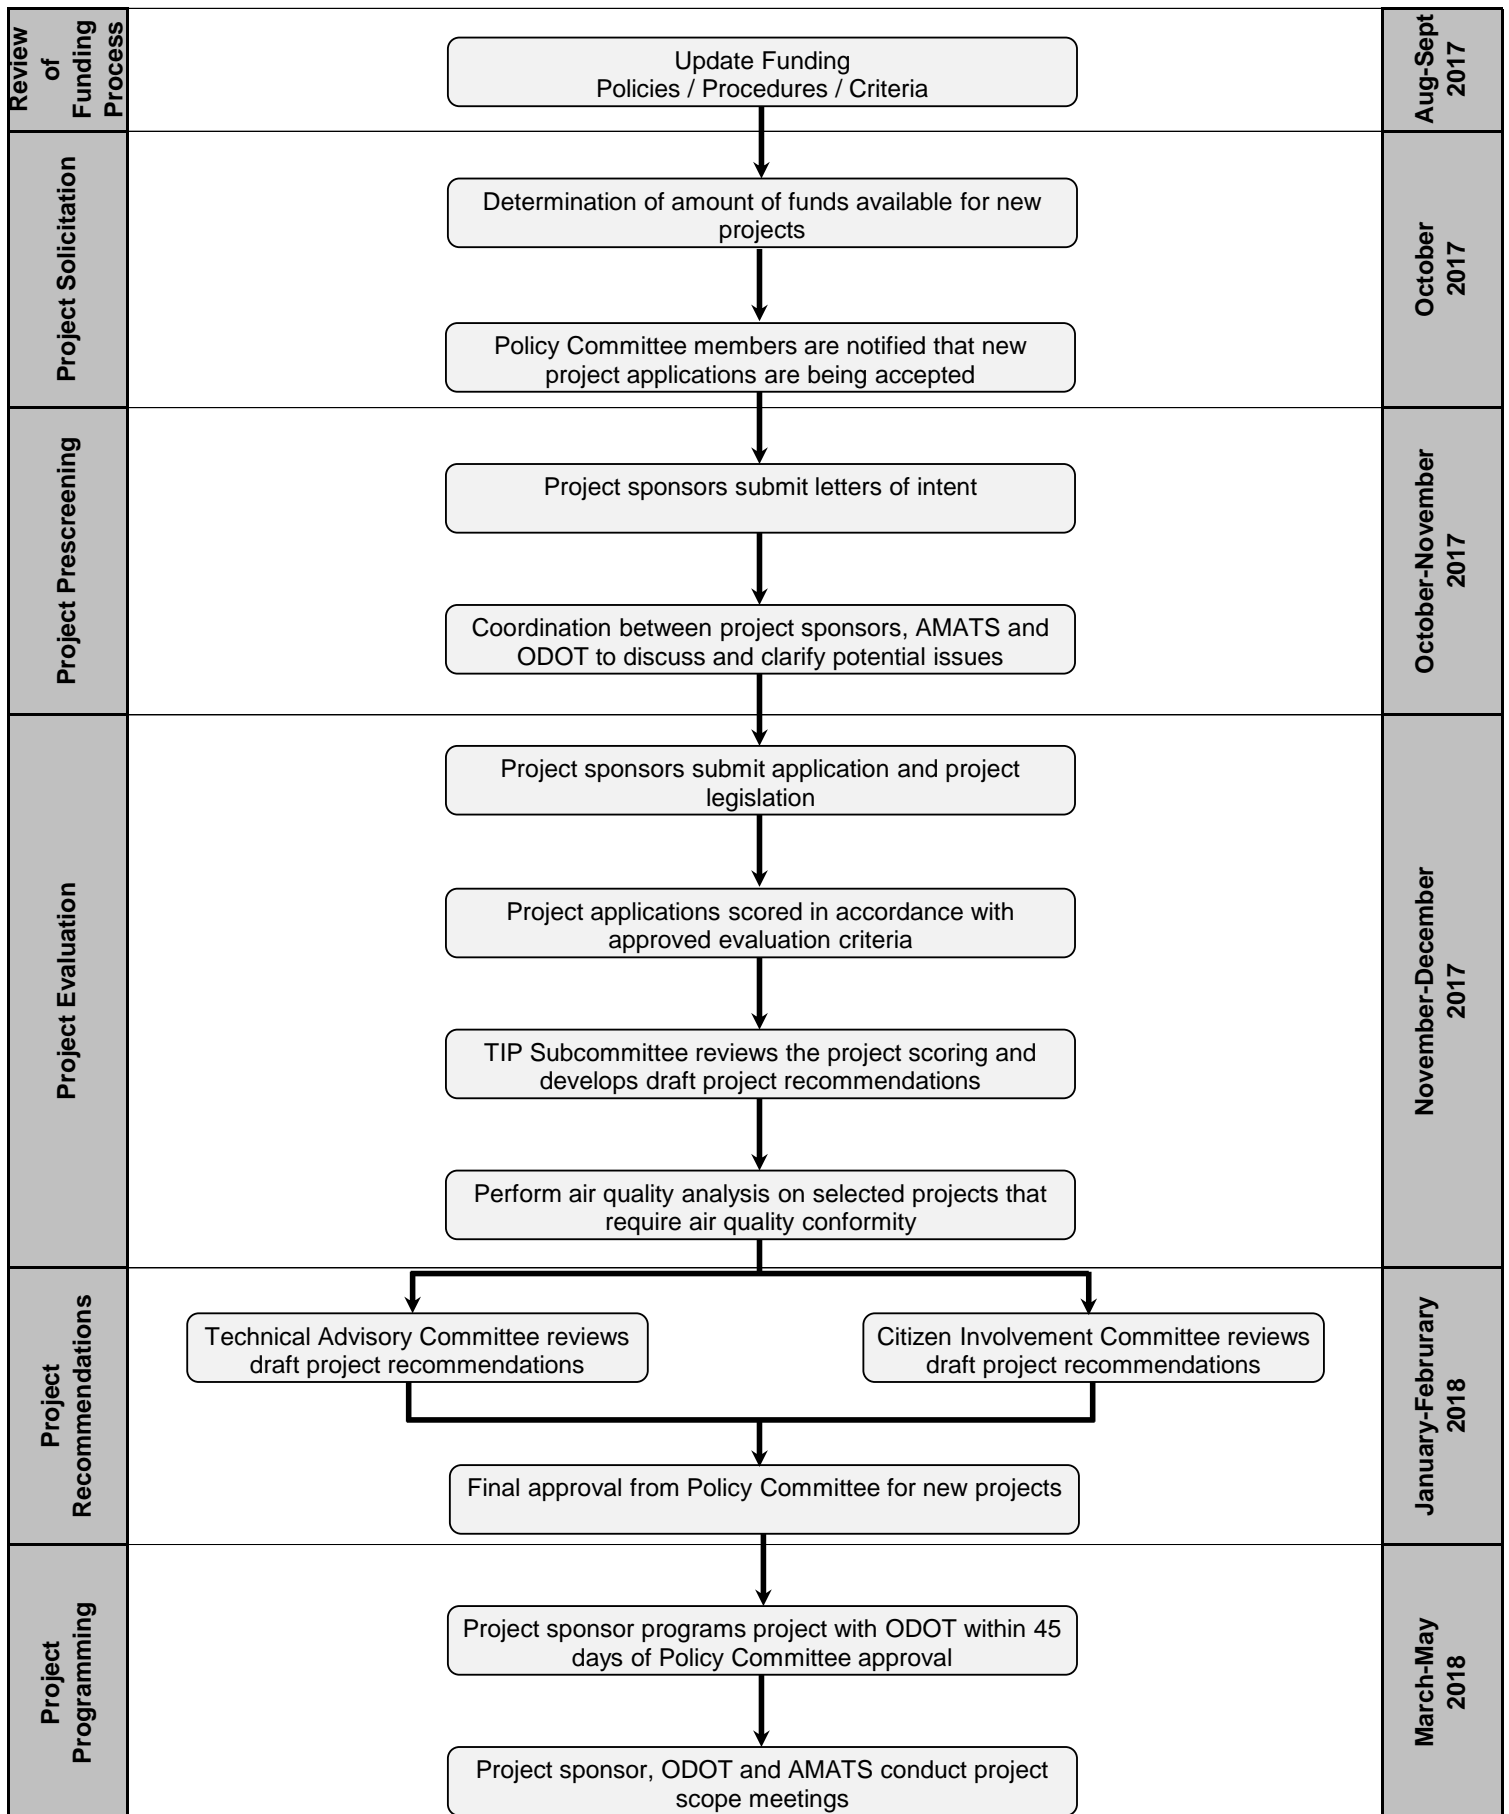 Review
of
Funding
Process
Update Funding
Policies / Procedures / Criteria
Aug-Sept
2017
Project Solicitation
Determination of amount of funds available for new
projects
Policy Committee members are notified that new
project applications are being accepted
October
2017
Project Prescreening
Project sponsors submit letters of intent
Coordination between project sponsors, AMATS and
ODOT to discuss and clarify potential issues
October-November
2017
Project Evaluation
Project sponsors submit application and project
legislation
Project applications scored in accordance with
approved evaluation criteria
TIP Subcommittee reviews the project scoring and
develops draft project recommendations
Perform air quality analysis on selected projects that
require air quality conformity
November-December
2017
Project
Recommendations
Technical Advisory Committee reviews
draft project recommendations
Citizen Involvement Committee reviews
draft project recommendations
Final approval from Policy Committee for new projects
January-Februrary
2018
Project
Programming
Project sponsor programs project with ODOT within 45
days of Policy Committee approval
Project sponsor, ODOT and AMATS conduct project
scope meetings
March-May
2018